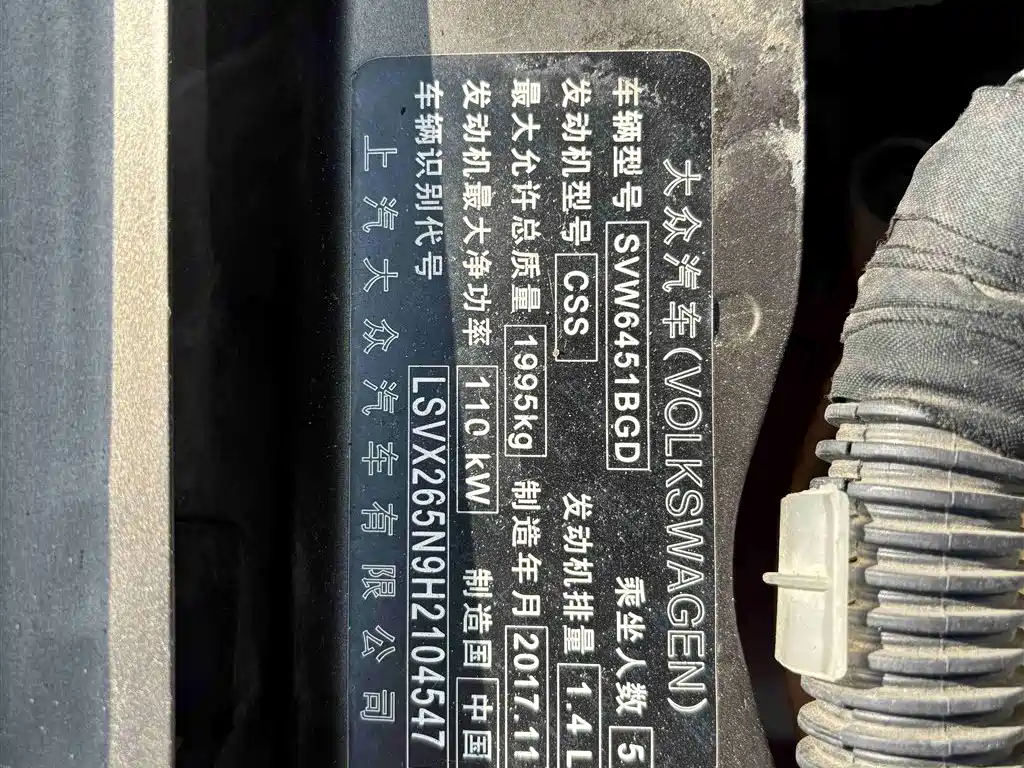 大众汽车(VOLKSWAGEN)
车辆型号 SVW6451BGD 乘坐人数 5
发动机型号 CSS 发动机排量 1.4 L
最大允许总质量 1995kg 制造年月 2017.11
发动机最大净功率 110 kW 制造国 中国
车辆识别代号 LSVX265N9H2104547
上汽大众汽车有限公司